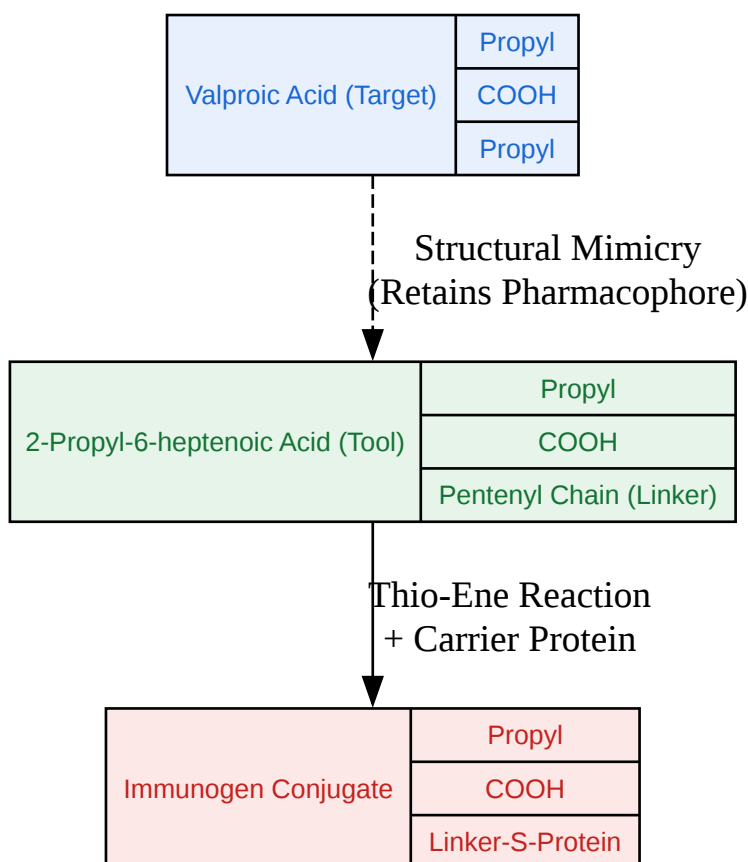 Valproic Acid (Target)
Propyl
COOH
Propyl
Structural Mimicry
(Retains Pharmacophore)
2-Propyl-6-heptenoic Acid (Tool)
Propyl
COOH
Pentenyl Chain (Linker)
Thio-Ene Reaction
+ Carrier Protein
Immunogen Conjugate
Propyl
COOH
Linker-S-Protein